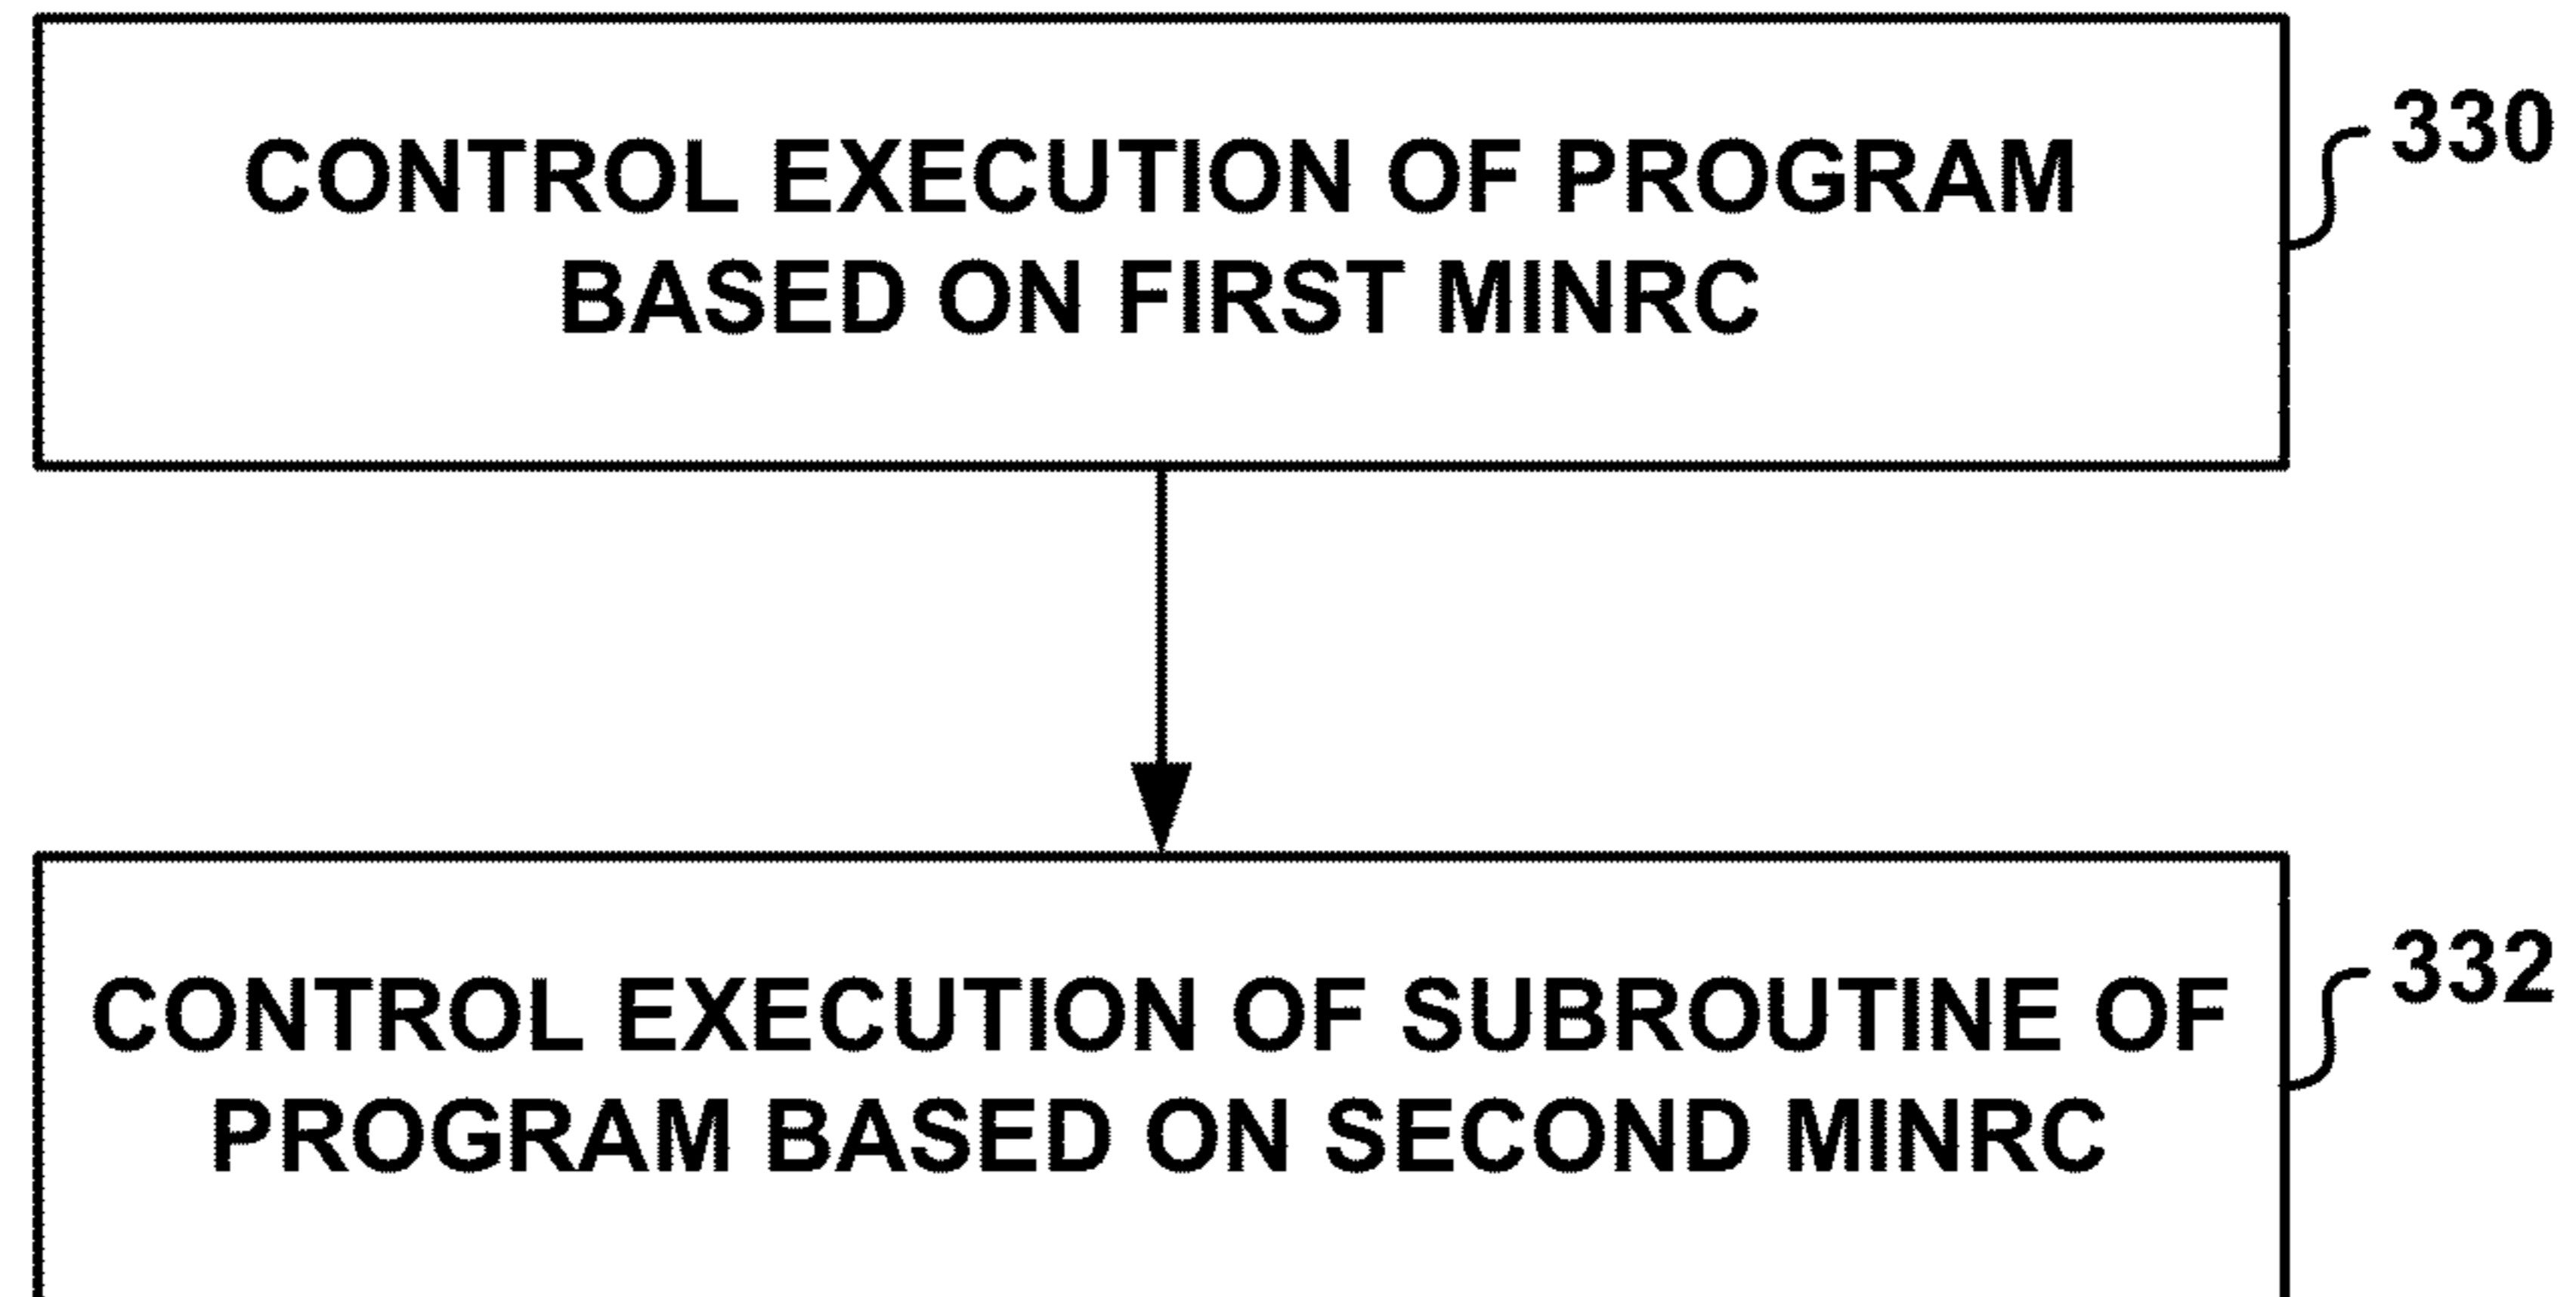 CONTROL EXECUTION OF PROGRAM
BASED ON FIRST MINRC
330
CONTROL EXECUTION OF SUBROUTINE OF
PROGRAM BASED ON SECOND MINRC
332